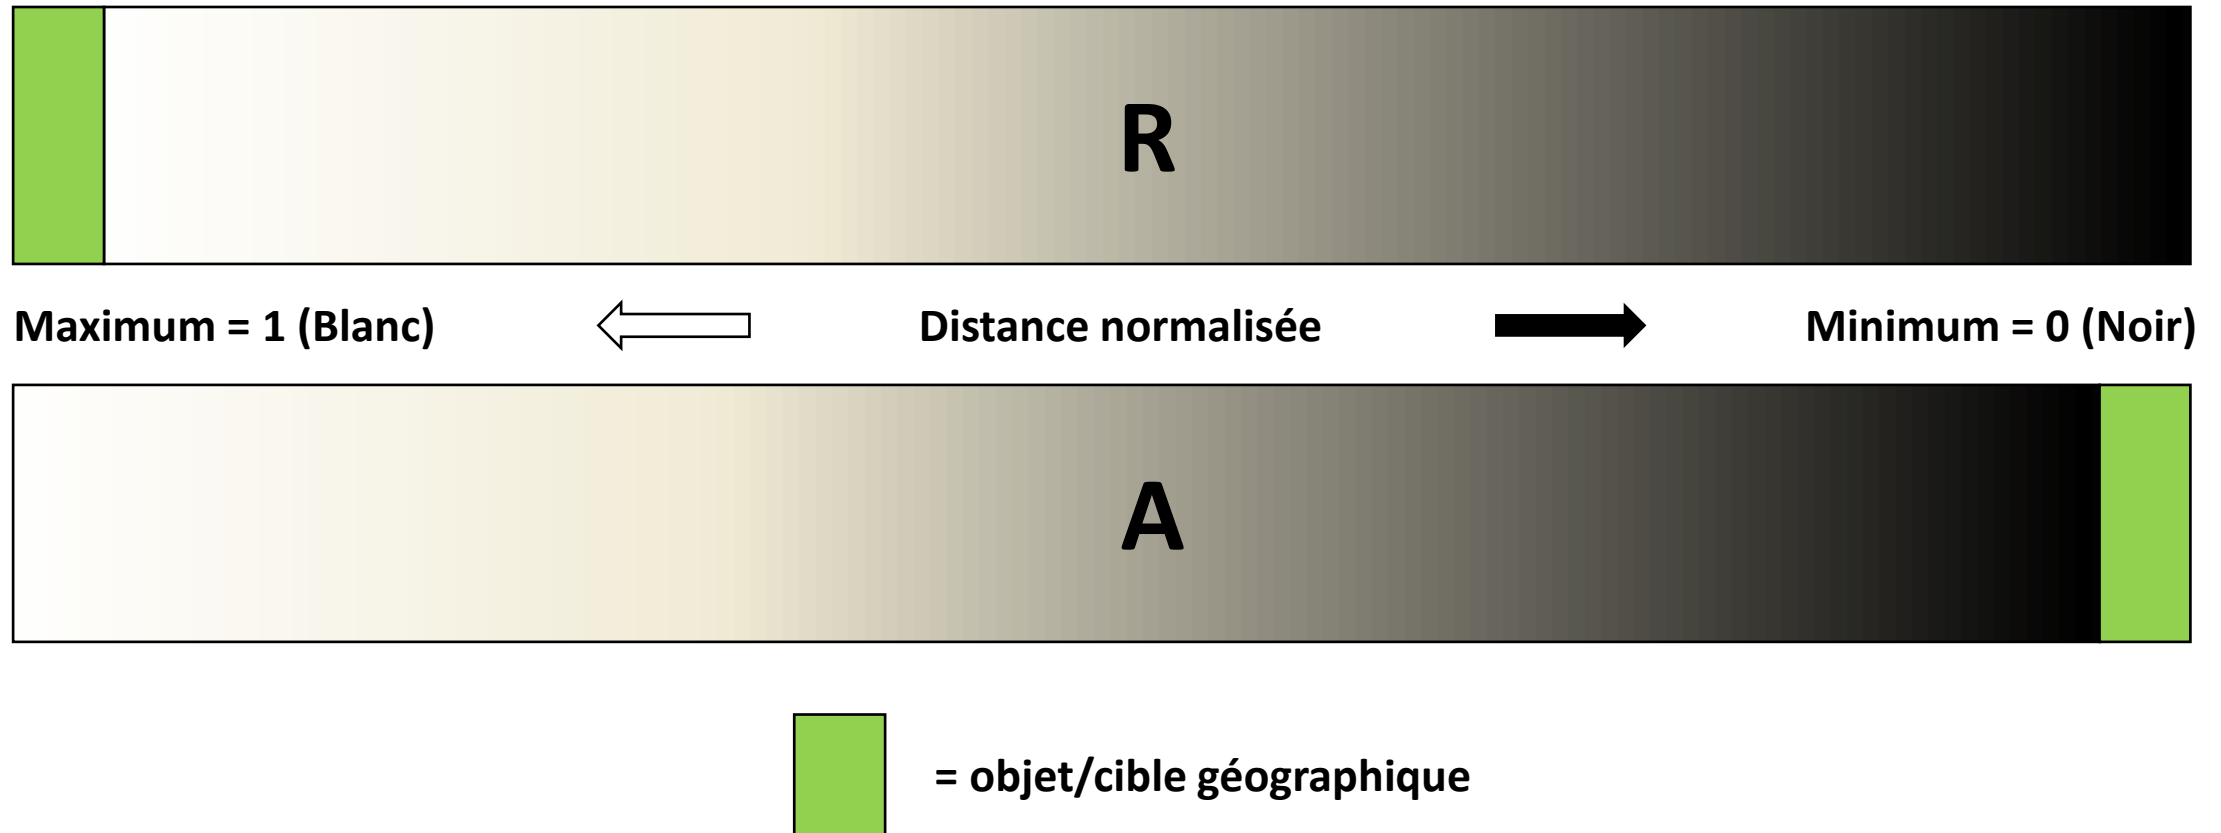 R
Maximum = 1 (Blanc) Distance normalisée Minimum = 0 (Noir)
A
= objet/cible géographique